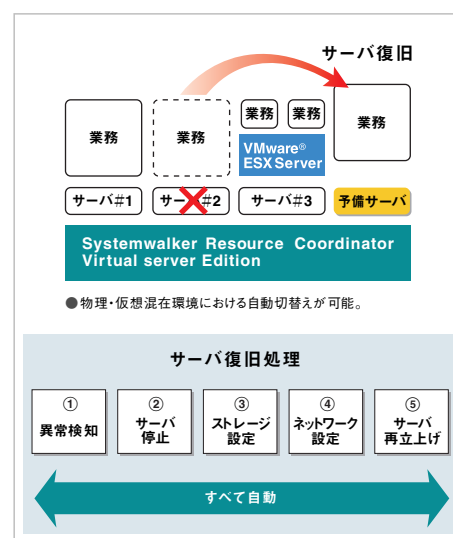 サーバ復旧
業務
業務
業務
業務
業務
VMware®
ESX Server
サーバ#1
サーバ#2
サーバ#3
予備サーバ
Systemwalker Resource Coordinator
Virtual server Edition
●物理・仮想混在環境における自動切替えが可能。
サーバ復旧処理
①
異常検知
②
サーバ
停止
③
ストレージ
設定
④
ネットワーク
設定
⑤
サーバ
再立上げ
すべて自動